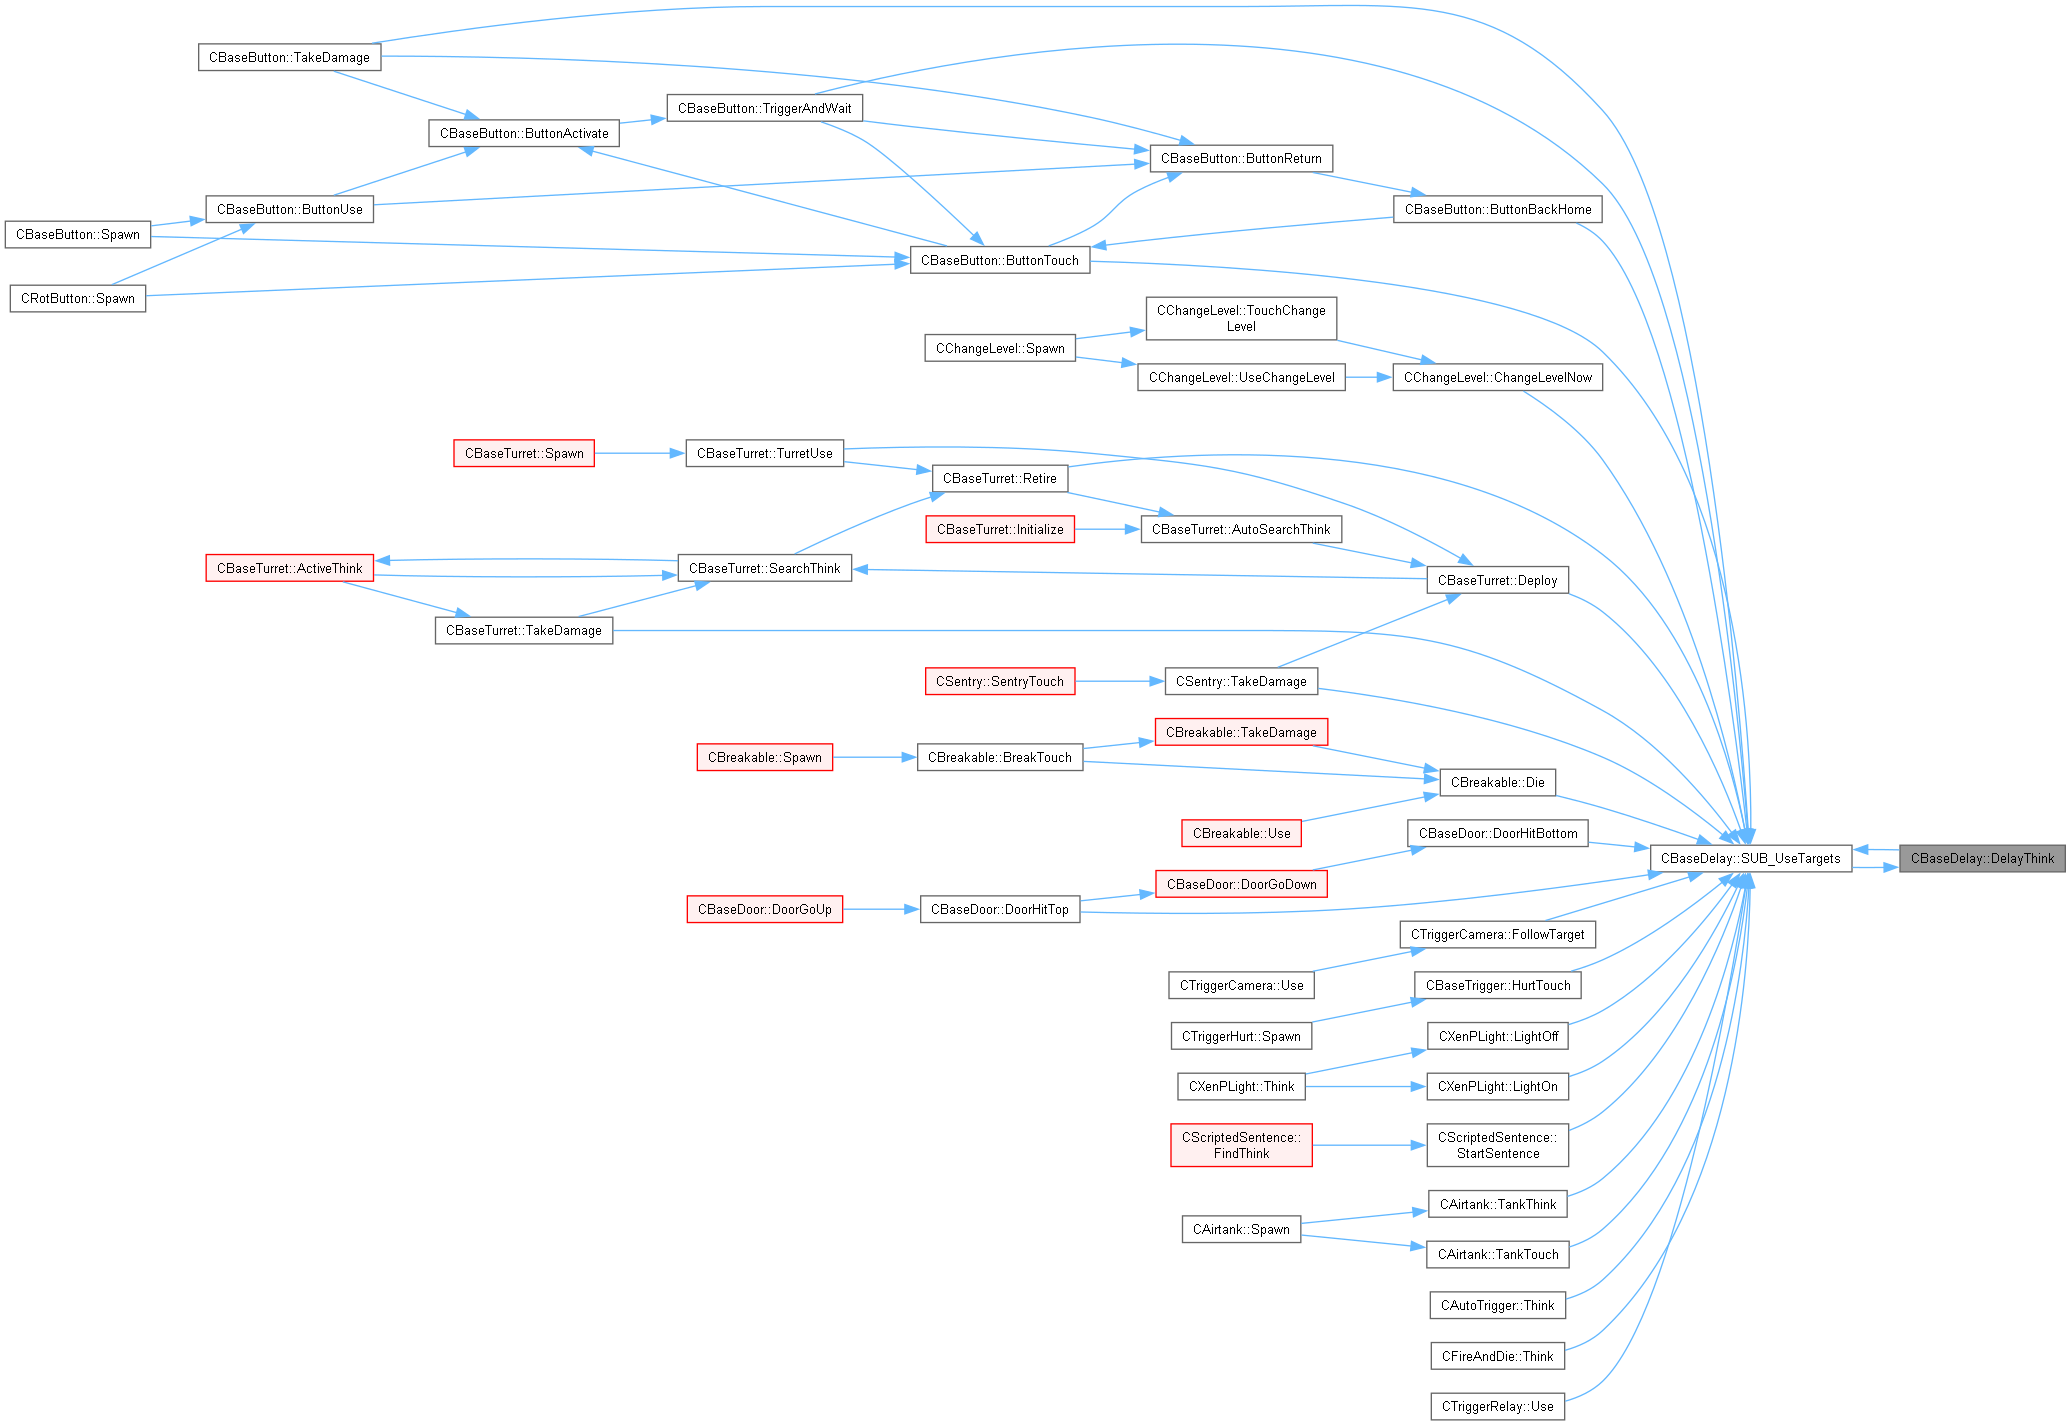 CBaseButton::TakeDamage
CBaseButton::TriggerAndWait
CBaseButton::ButtonActivate
CBaseButton::ButtonReturn
CBaseButton::ButtonUse
CBaseButton::ButtonBackHome
CBaseButton::Spawn
CBaseButton::ButtonTouch
CRotButton::Spawn
CChangeLevel::TouchChange
Level
CChangeLevel::Spawn
CChangeLevel::UseChangeLevel
CChangeLevel::ChangeLevelNow
CBaseTurret::Spawn
CBaseTurret::TurretUse
CBaseTurret::Retire
CBaseTurret::Initialize
CBaseTurret::AutoSearchThink
CBaseTurret::ActiveThink
CBaseTurret::SearchThink
CBaseTurret::Deploy
CBaseTurret::TakeDamage
CSentry::SentryTouch
CSentry::TakeDamage
CBreakable::TakeDamage
CBreakable::Spawn
CBreakable::BreakTouch
CBreakable::Die
CBreakable::Use
CBaseDoor::DoorHitBottom
CBaseDelay::SUB_UseTargets
CBaseDelay::DelayThink
CBaseDoor::DoorGoDown
CBaseDoor::DoorGoUp
CBaseDoor::DoorHitTop
CTriggerCamera::FollowTarget
CTriggerCamera::Use
CBaseTrigger::HurtTouch
CTriggerHurt::Spawn
CXenPLight::LightOff
CXenPLight::Think
CXenPLight::LightOn
CScriptedSentence::
FindThink
CScriptedSentence::
StartSentence
CAirtank::TankThink
CAirtank::Spawn
CAirtank::TankTouch
CAutoTrigger::Think
CFireAndDie::Think
CTriggerRelay::Use